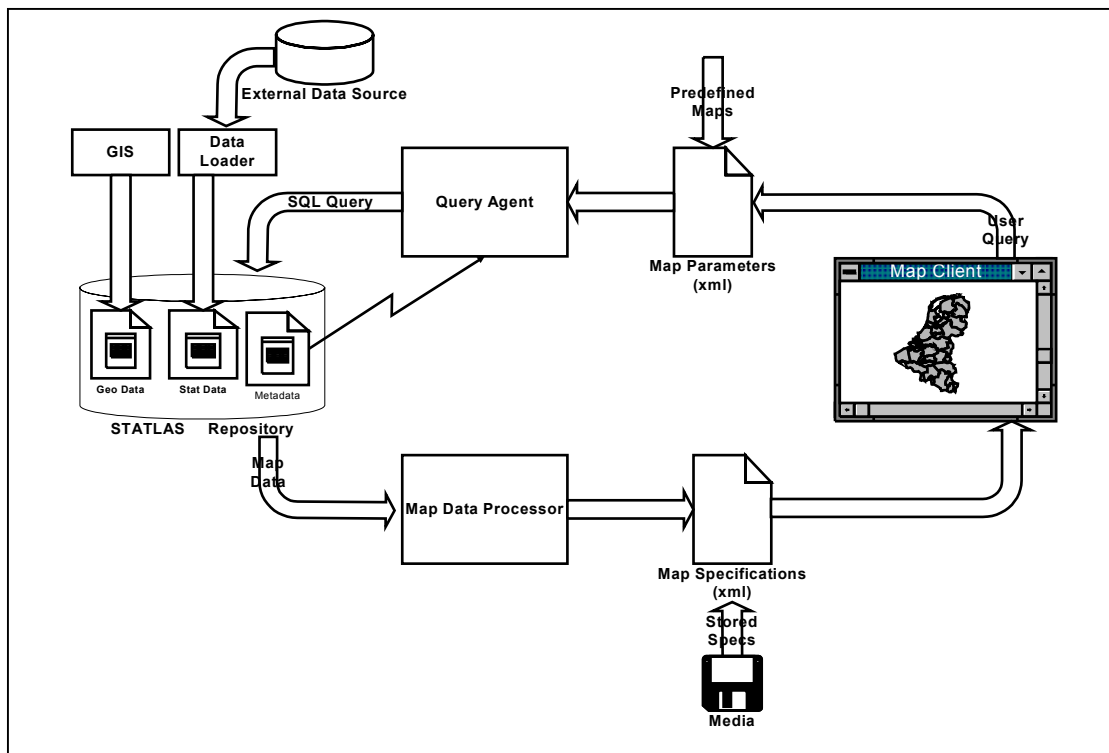 External Data Source
Predefined
Maps
GIS
Data
Loader
SQL Query
Query Agent
User
Query
Map Parameters
(xml)
Map Client
Geo Data
Stat Data
Metadata
STATLAS Repository
Map
Data
Map Data Processor
Map Specifications
(xml)
Stored
Specs
Media